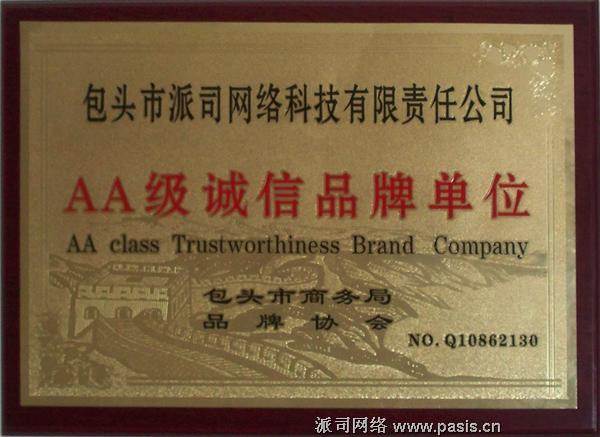 包头市派司网络科技有限责任公司
AA级诚信品牌单位
AA class Trustworthiness Brand Company
包头市商务局
品牌协会
NO.Q10862130
派司网络 www.pasis.cn